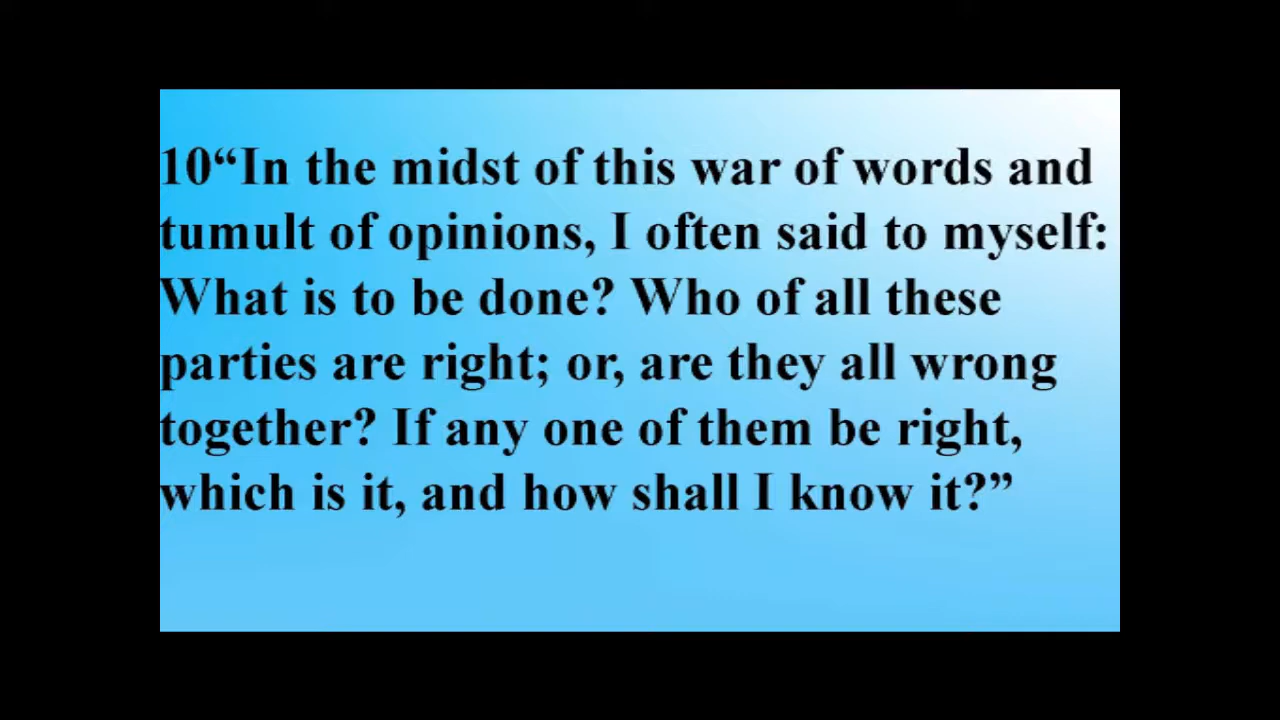 10“In the midst of this war of words and
tumult of opinions, I often said to myself:
What is to be done? Who of all these
parties are right; or, are they all wrong
together? If any one of them be right,
which is it, and how shall I know it?”